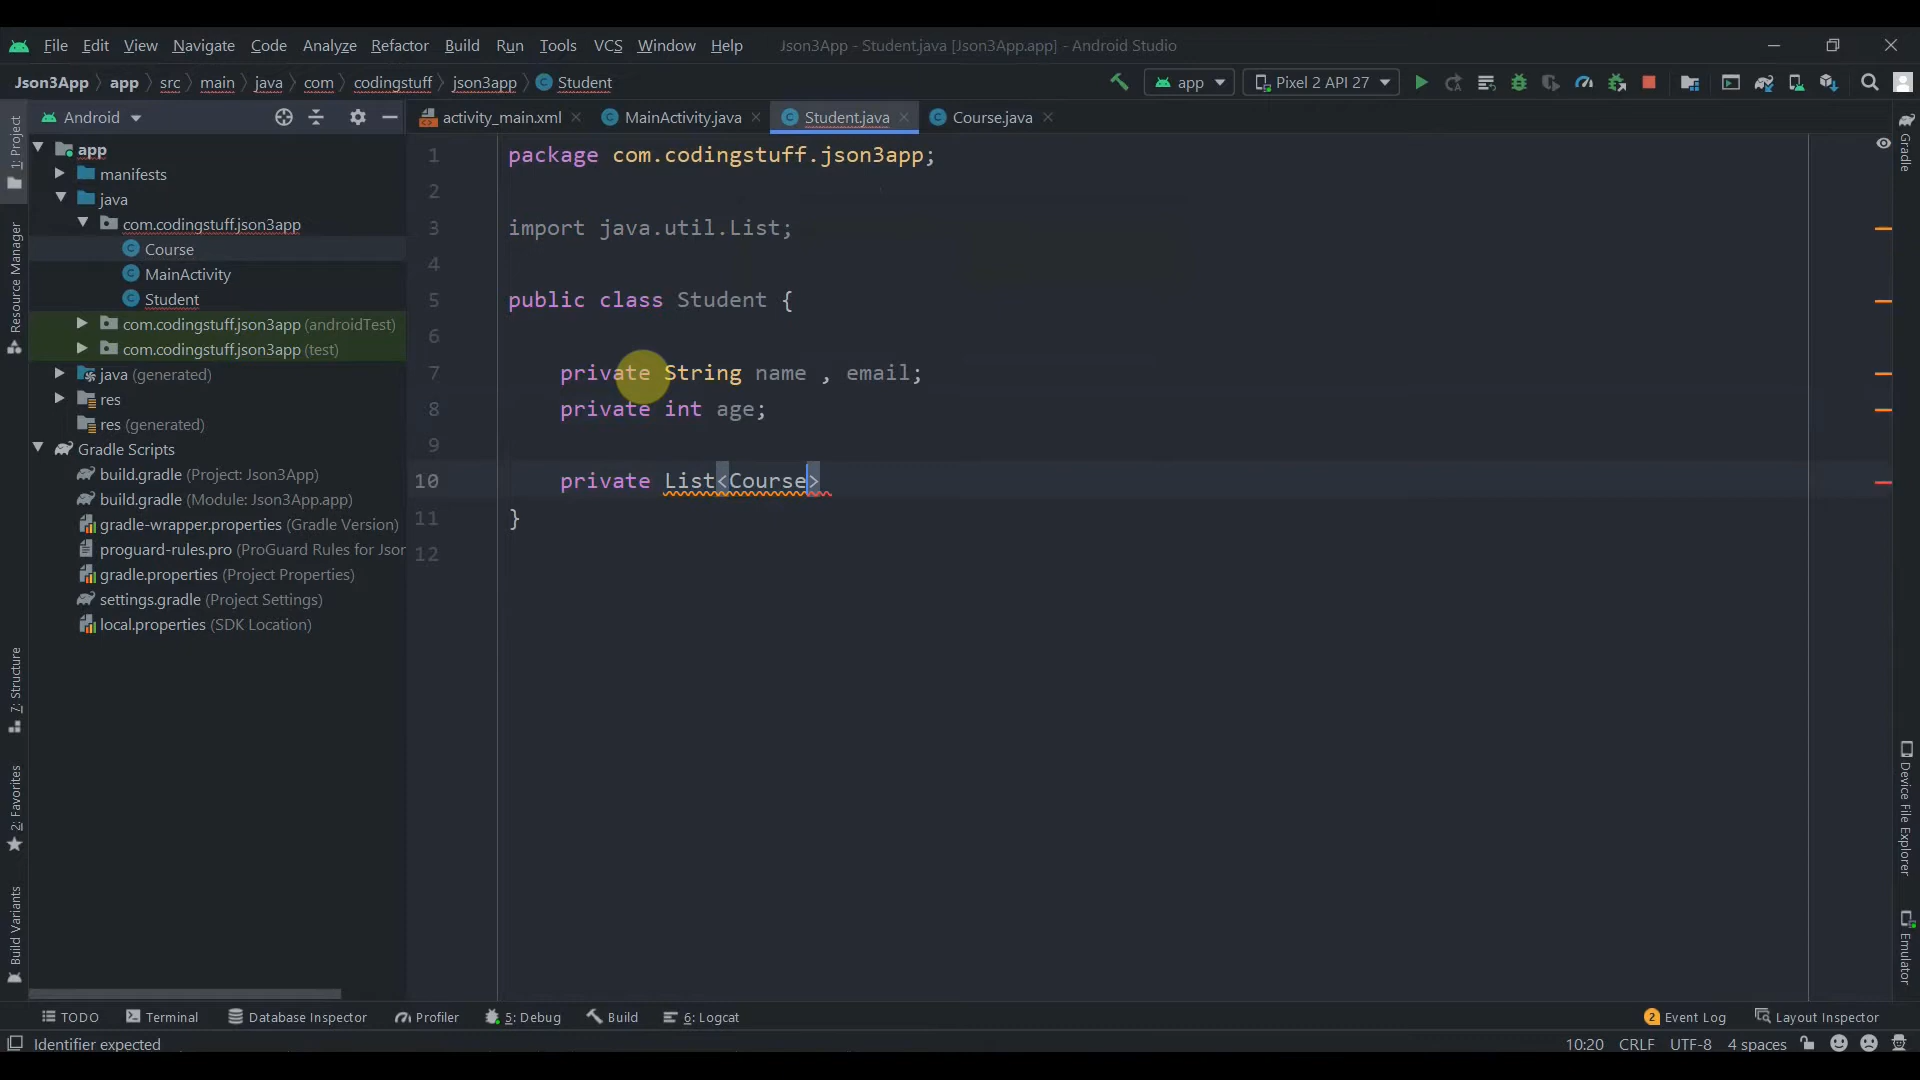 File Edit View Navigate Code Analyze Refactor Build Run Tools VCS Window Help Json3App - Student.java [Json3App.app] - Android Studio
Json3App app src main java com codingstuff json3app Student app Pixel 2 API 27
Android activity_main.xml MainActivity.java Student.java Course.java
1: Project
Resource Manager
7: Structure
2: Favorites
Build Variants
app
manifests
java
com.codingstuff.json3app
Course
MainActivity
Student
com.codingstuff.json3app (androidTest)
com.codingstuff.json3app (test)
java (generated)
res
res (generated)
Gradle Scripts
build.gradle (Project: Json3App)
build.gradle (Module: Json3App.app)
gradle-wrapper.properties (Gradle Version)
proguard-rules.pro (ProGuard Rules for Jsor
gradle.properties (Project Properties)
settings.gradle (Project Settings)
local.properties (SDK Location)
1 package com.codingstuff.json3app;
2
3 import java.util.List;
4
5 public class Student {
6
7 private String name , email;
8 private int age;
9
10 private List<Course>
11 }
12
Gradle
Device File Explorer
Emulator
TODO Terminal Database Inspector Profiler 5: Debug Build 6: Logcat 2 Event Log Layout Inspector
Identifier expected 10:20 CRLF UTF-8 4 spaces